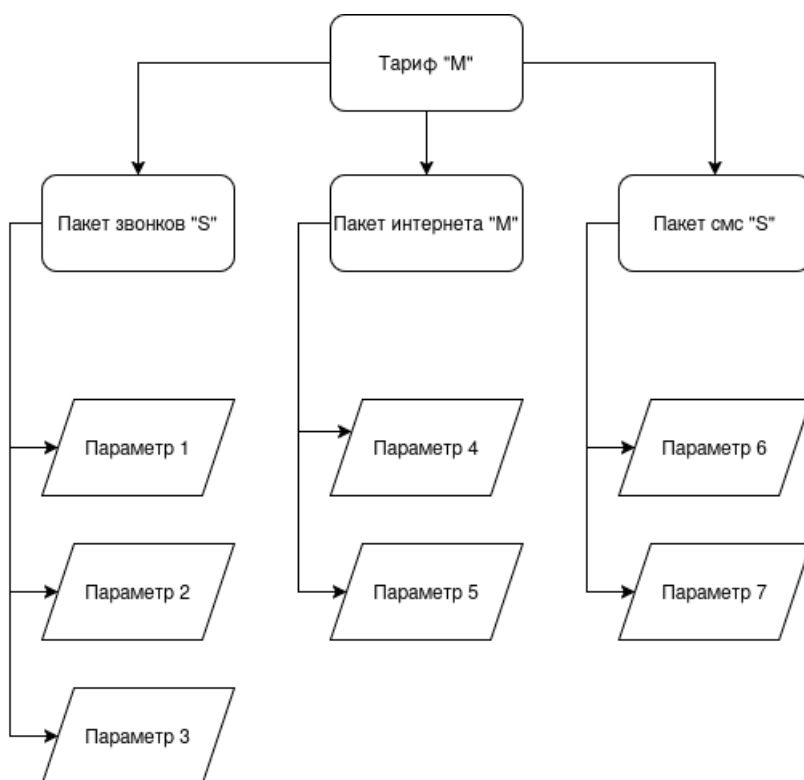 Тариф "М"
Пакет звонков "S"
Пакет интернета "М"
Пакет смс "S"
Параметр 1
Параметр 4
Параметр 6
Параметр 2
Параметр 5
Параметр 7
Параметр 3